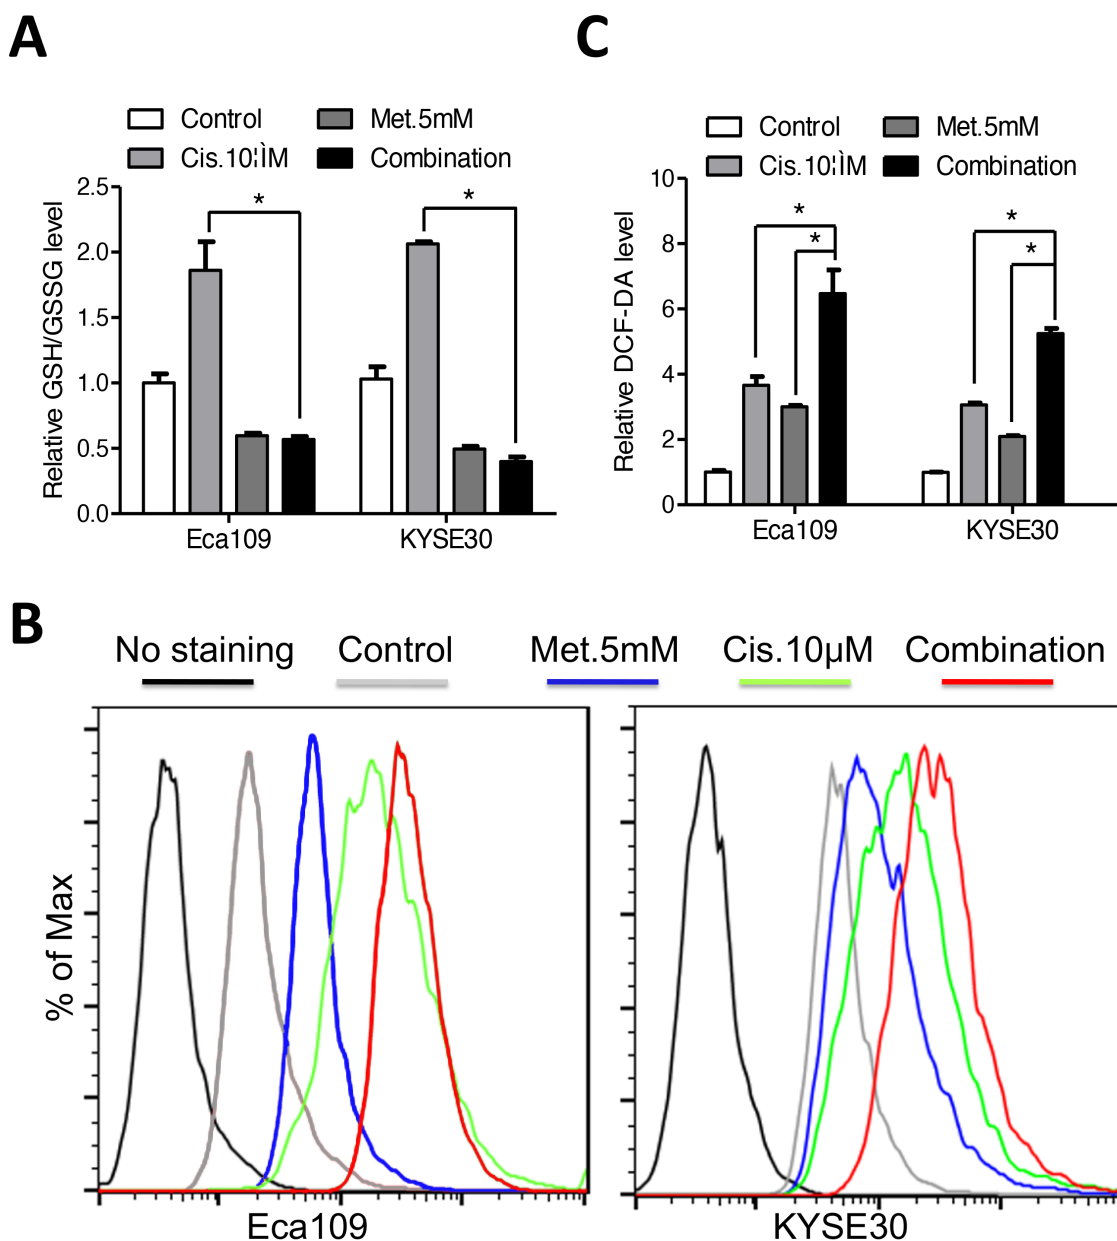 A
Control
Met.5mM
Cis.10¦ÌM
Combination
Relative GSH/GSSG level
2.5
2.0
1.5
1.0
0.5
0.0
*
*
Eca109
KYSE30
C
Control
Met.5mM
Cis.10¦ÌM
Combination
Relative DCF-DA level
10
8
6
4
2
0
*
*
*
*
Eca109
KYSE30
B
No staining
Control
Met.5mM
Cis.10µM
Combination
% of Max
Eca109
KYSE30